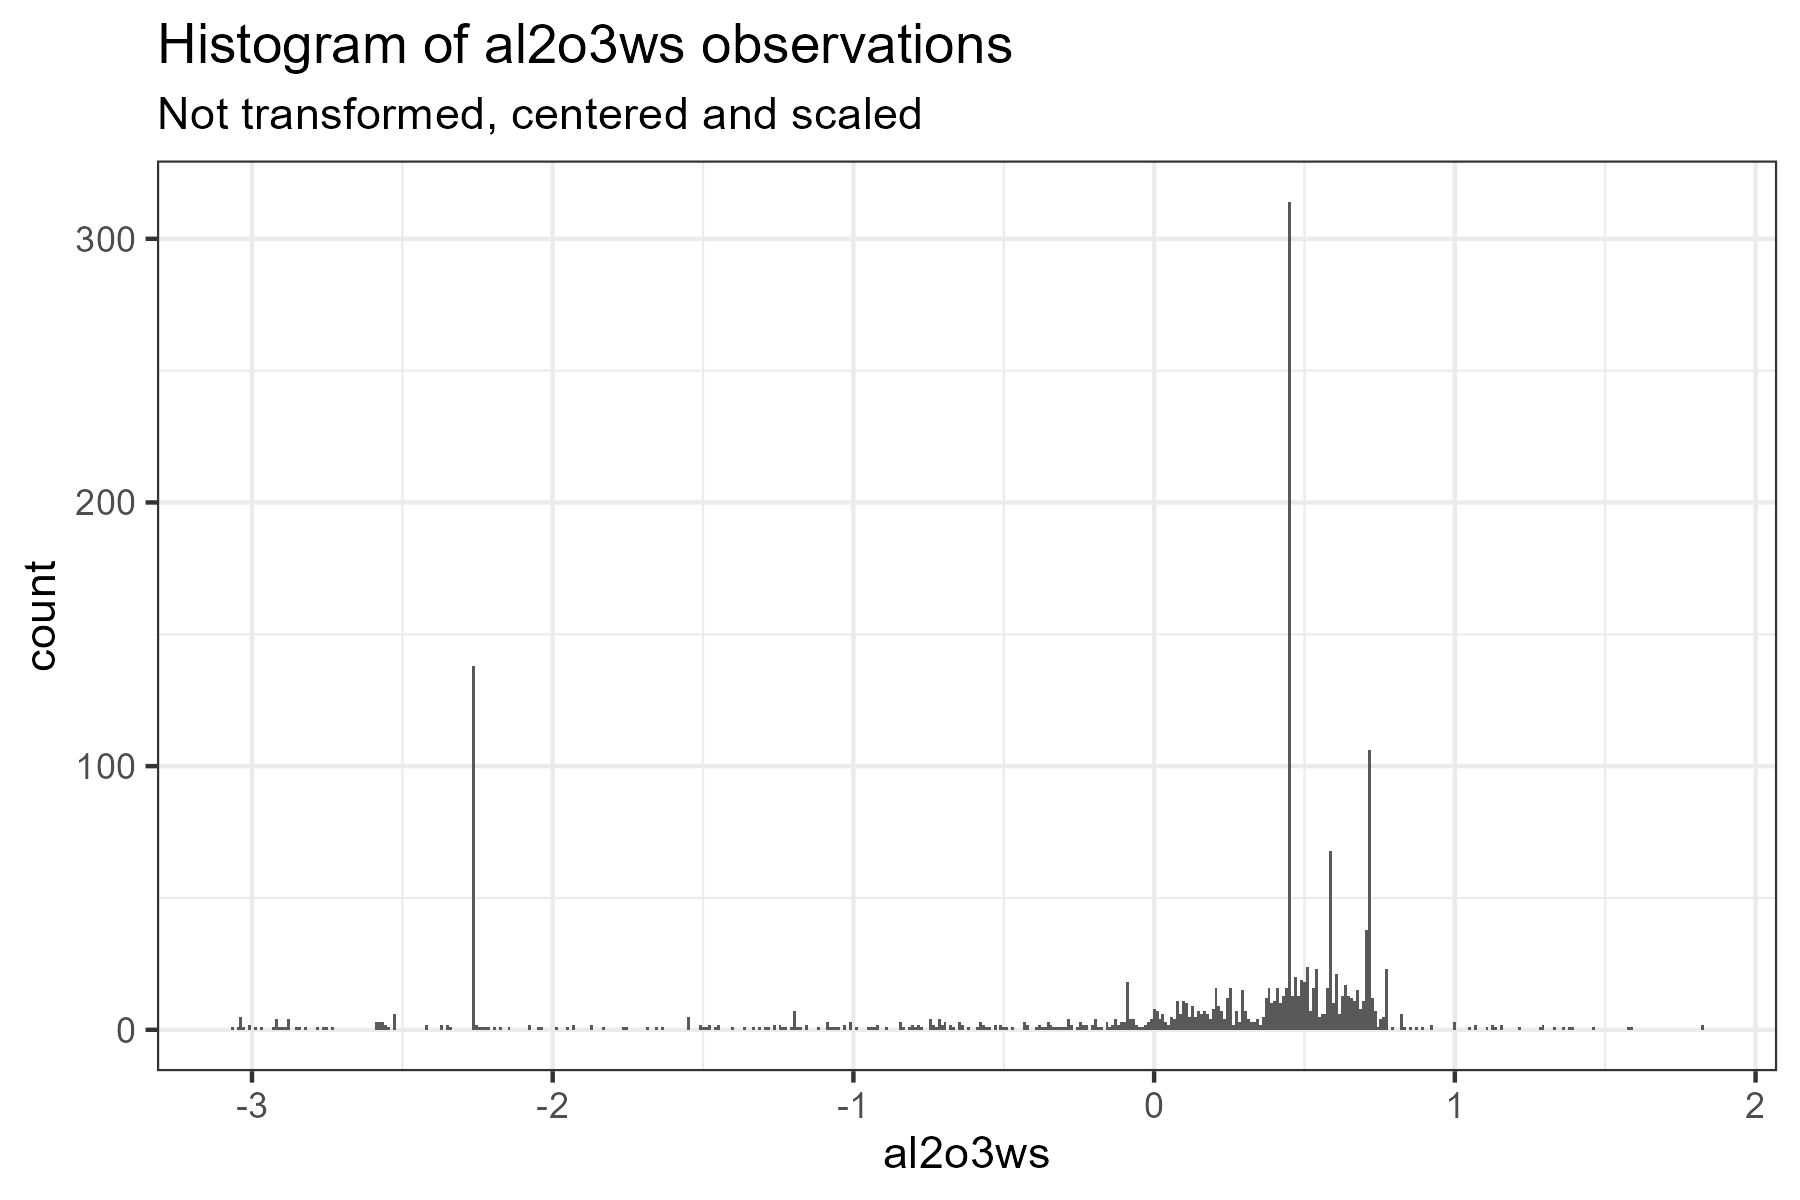 Histogram of al2o3ws observations
Not transformed, centered and scaled
300
200
100
0
count
-3 -2 -1 0 1 2
al2o3ws